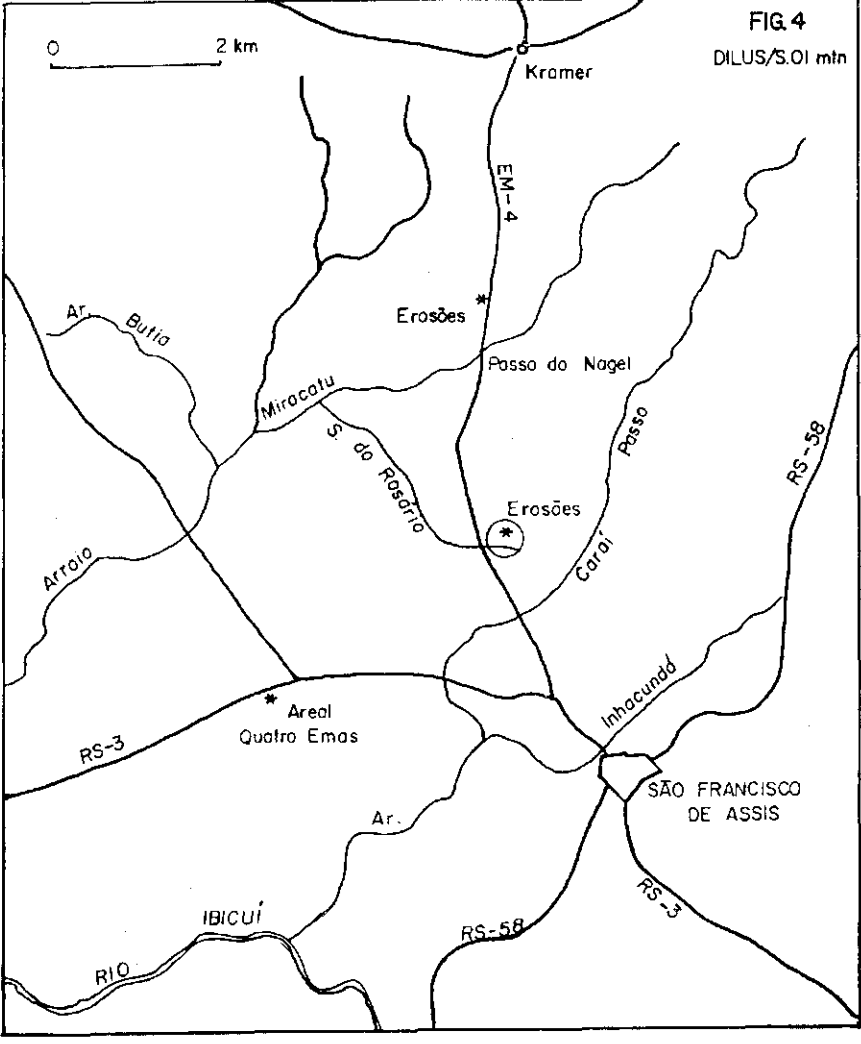 FIG.4
DILUS/S.01 mtn
0 2 km
Kramer
EM-4
Erosões
Ar. Butia
Passo do Nagel
Miracatu
S. do Rosário
Passo
RS-58
Erosões
Caraí
Arroio
Inhacundá
Areal
Quatro Emas
RS-3
SÃO FRANCISCO
DE ASSIS
Ar.
RS-3
IBICUÍ
RS-58
RIO